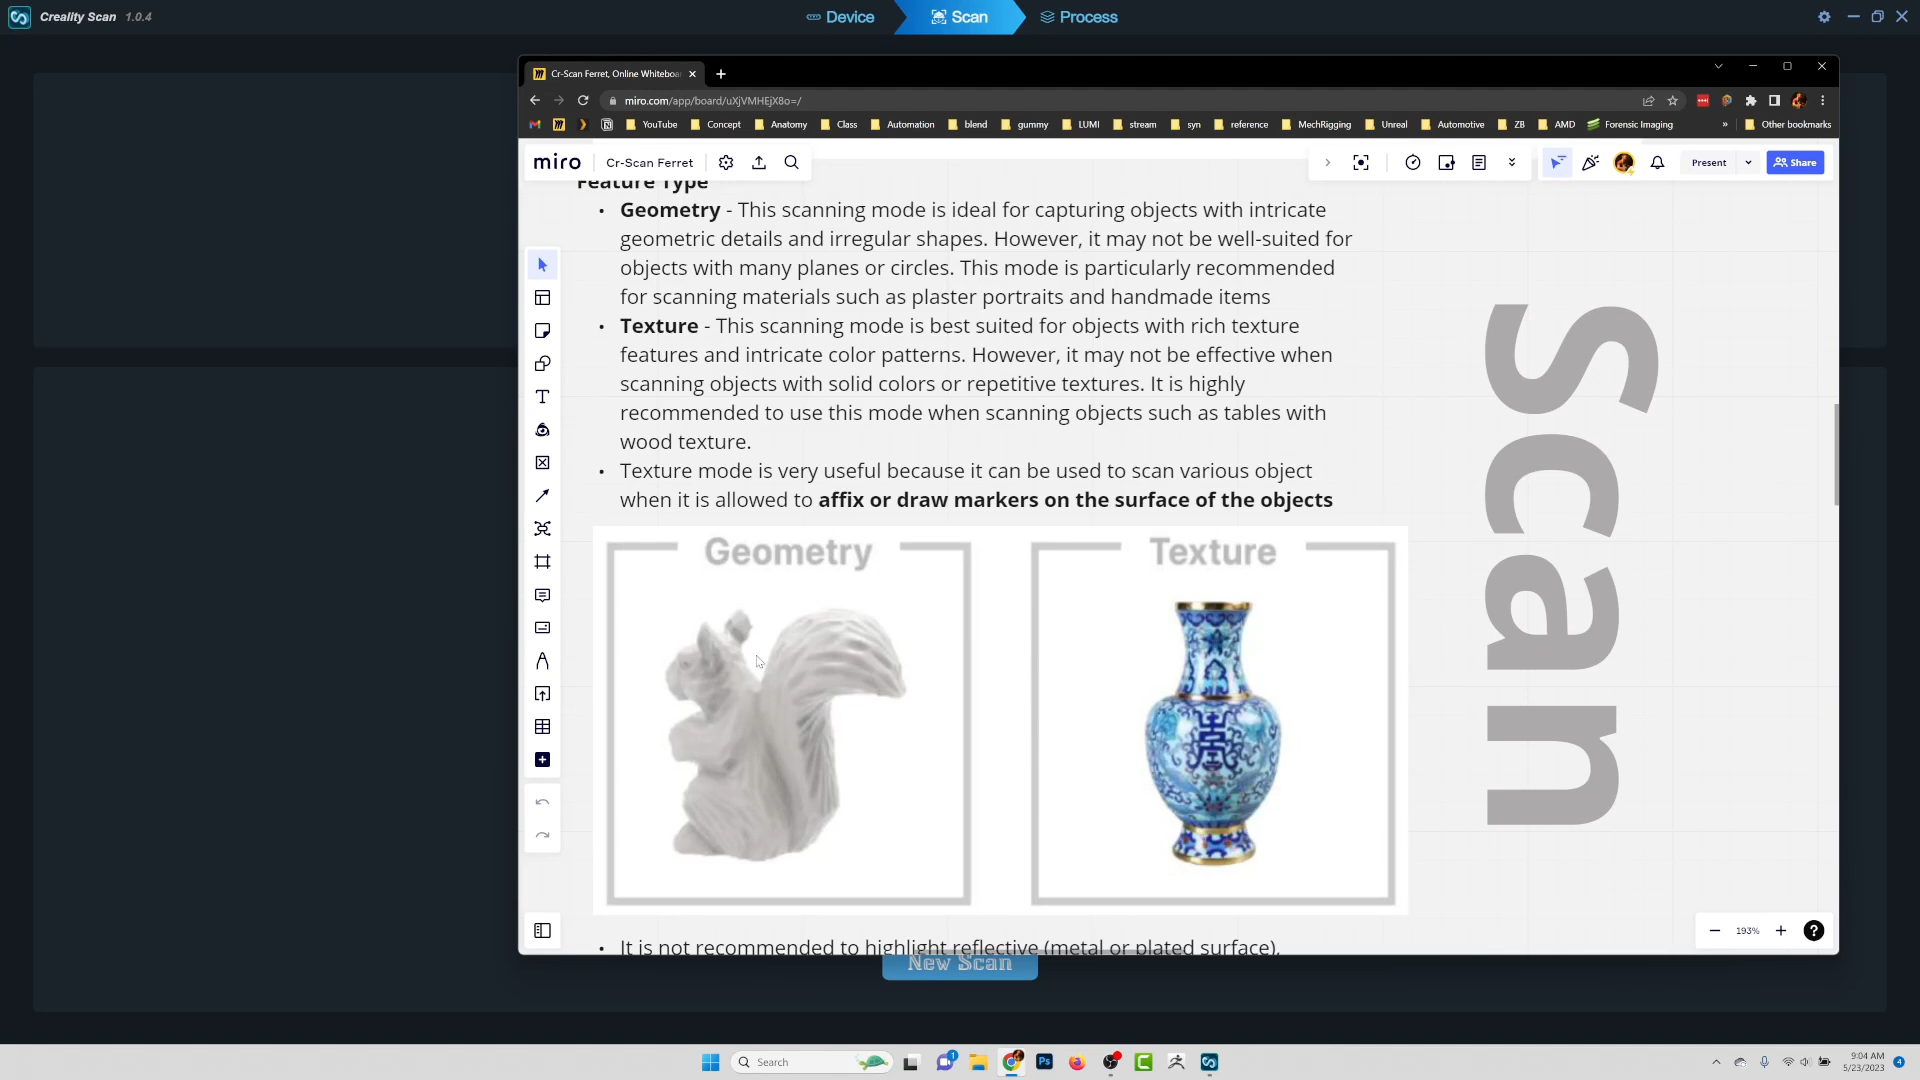 Creality Scan 1.0.4
Device
Scan
Process
Cr-Scan Ferret, Online Whiteboa
miro.com/app/board/uXjVMHEjX8o=/
YouTube
Concept
Anatomy
Class
Automation
blend
gummy
LUMI
stream
syn
reference
MechRigging
Unreal
Automotive
ZB
AMD
Forensic Imaging
»
Other bookmarks
miro
Cr-Scan Ferret
Present
Share
Feature Type
• Geometry - This scanning mode is ideal for capturing objects with intricate
geometric details and irregular shapes. However, it may not be well-suited for
objects with many planes or circles. This mode is particularly recommended
for scanning materials such as plaster portraits and handmade items
• Texture - This scanning mode is best suited for objects with rich texture
features and intricate color patterns. However, it may not be effective when
scanning objects with solid colors or repetitive textures. It is highly
recommended to use this mode when scanning objects such as tables with
wood texture.
• Texture mode is very useful because it can be used to scan various object
when it is allowed to affix or draw markers on the surface of the objects
Geometry
Texture
Scan
• It is not recommended to highlight reflective (metal or plated surface),
193%
New Scan
Search
1
Ps
9:04 AM
5/23/2023
4